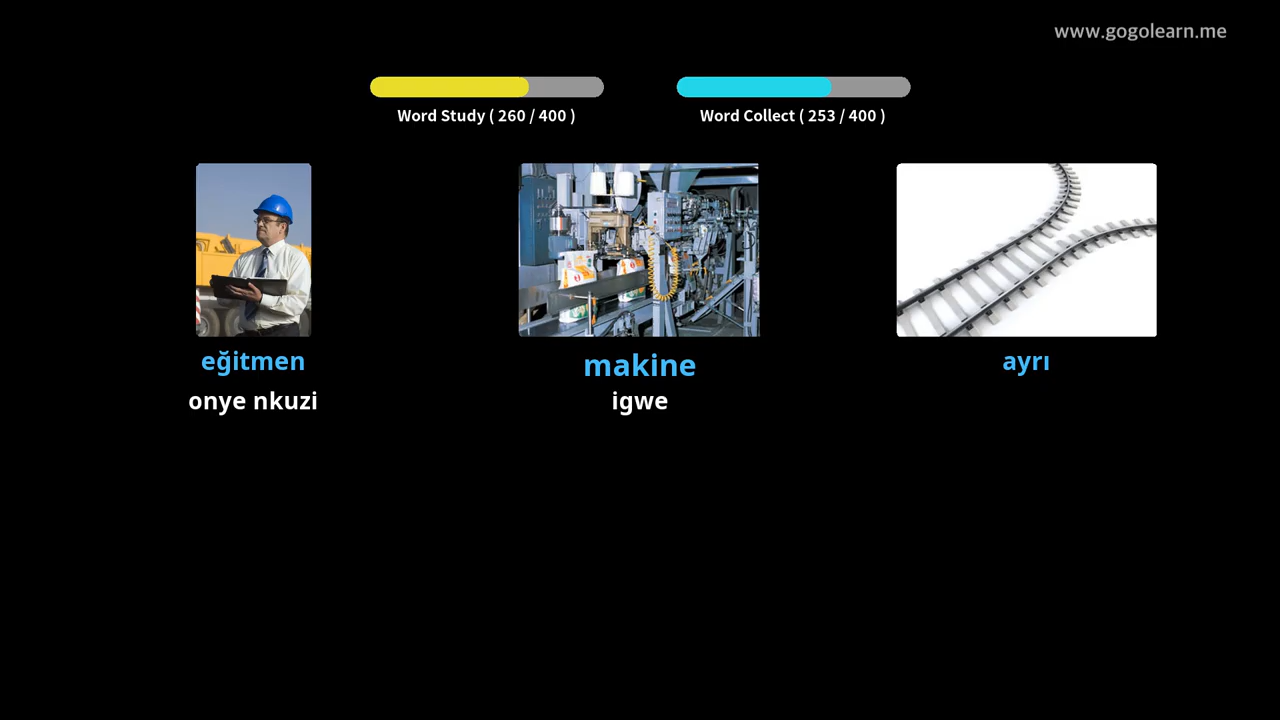 www.gogolearn.me
Word Study ( 260 / 400 )
Word Collect ( 253 / 400 )
eğitmen
makine
ayrı
onye nkuzi
igwe